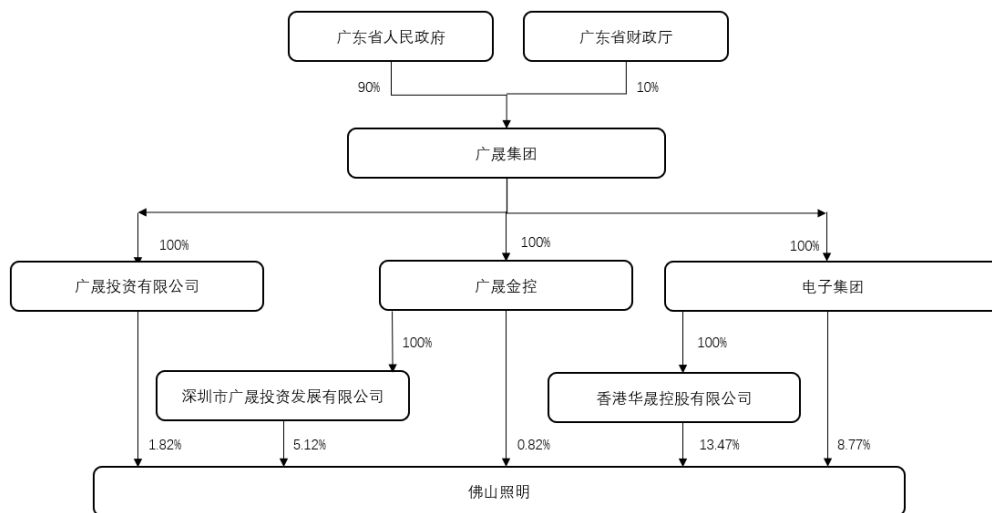 广东省人民政府
广东省财政厅
90%
10%
广晟集团
100%
100%
100%
广晟投资有限公司
广晟金控
电子集团
100%
100%
深圳市广晟投资发展有限公司
香港华晟控股有限公司
1.82%
5.12%
0.82%
13.47%
8.77%
佛山照明